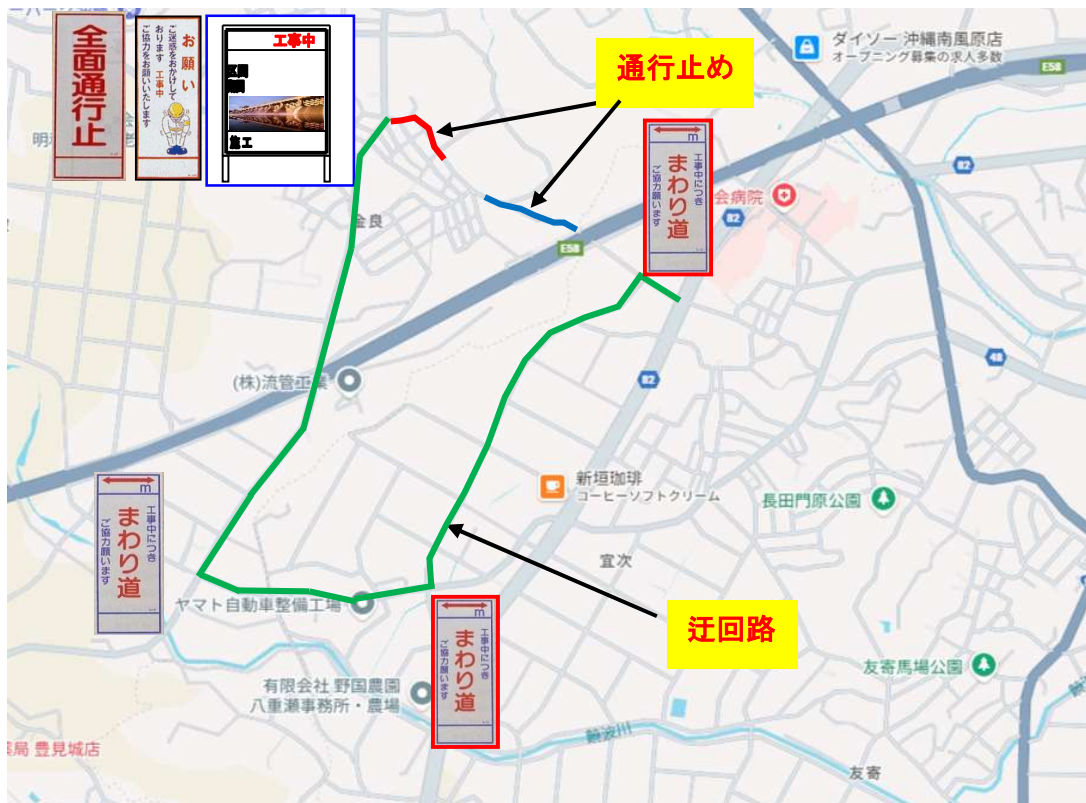 全面通行止
お願い
ご迷惑をおかけして
おります 工事中
ご協力をお願いいたします
工事中
区間
期間
施工
通行止め
ダイソー 沖縄南風原店
オープニング募集の求人多数
E58
82
m
工事中につき
まわり道
ご協力願います
会病院
82
金良
E58
48
(株)流管工業
82
新垣珈琲
コーヒーソフトクリーム
長田門原公園
m
工事中につき
まわり道
ご協力願います
宜次
ヤマト自動車整備工場
m
工事中につき
まわり道
ご協力願います
迂回路
友寄馬場公園
有限会社 野国農園
八重瀬事務所・農場
饒波川
薬局 豊見城店
友寄